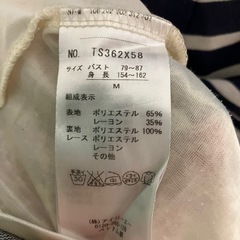 NO. TS362X58
サイズ バスト 79~87
身長 154~162
M
組成表示
表地 ポリエステル 65%
レーヨン 35%
裏地 ポリエステル 100%
レース ポリエステル
レーヨン
その他